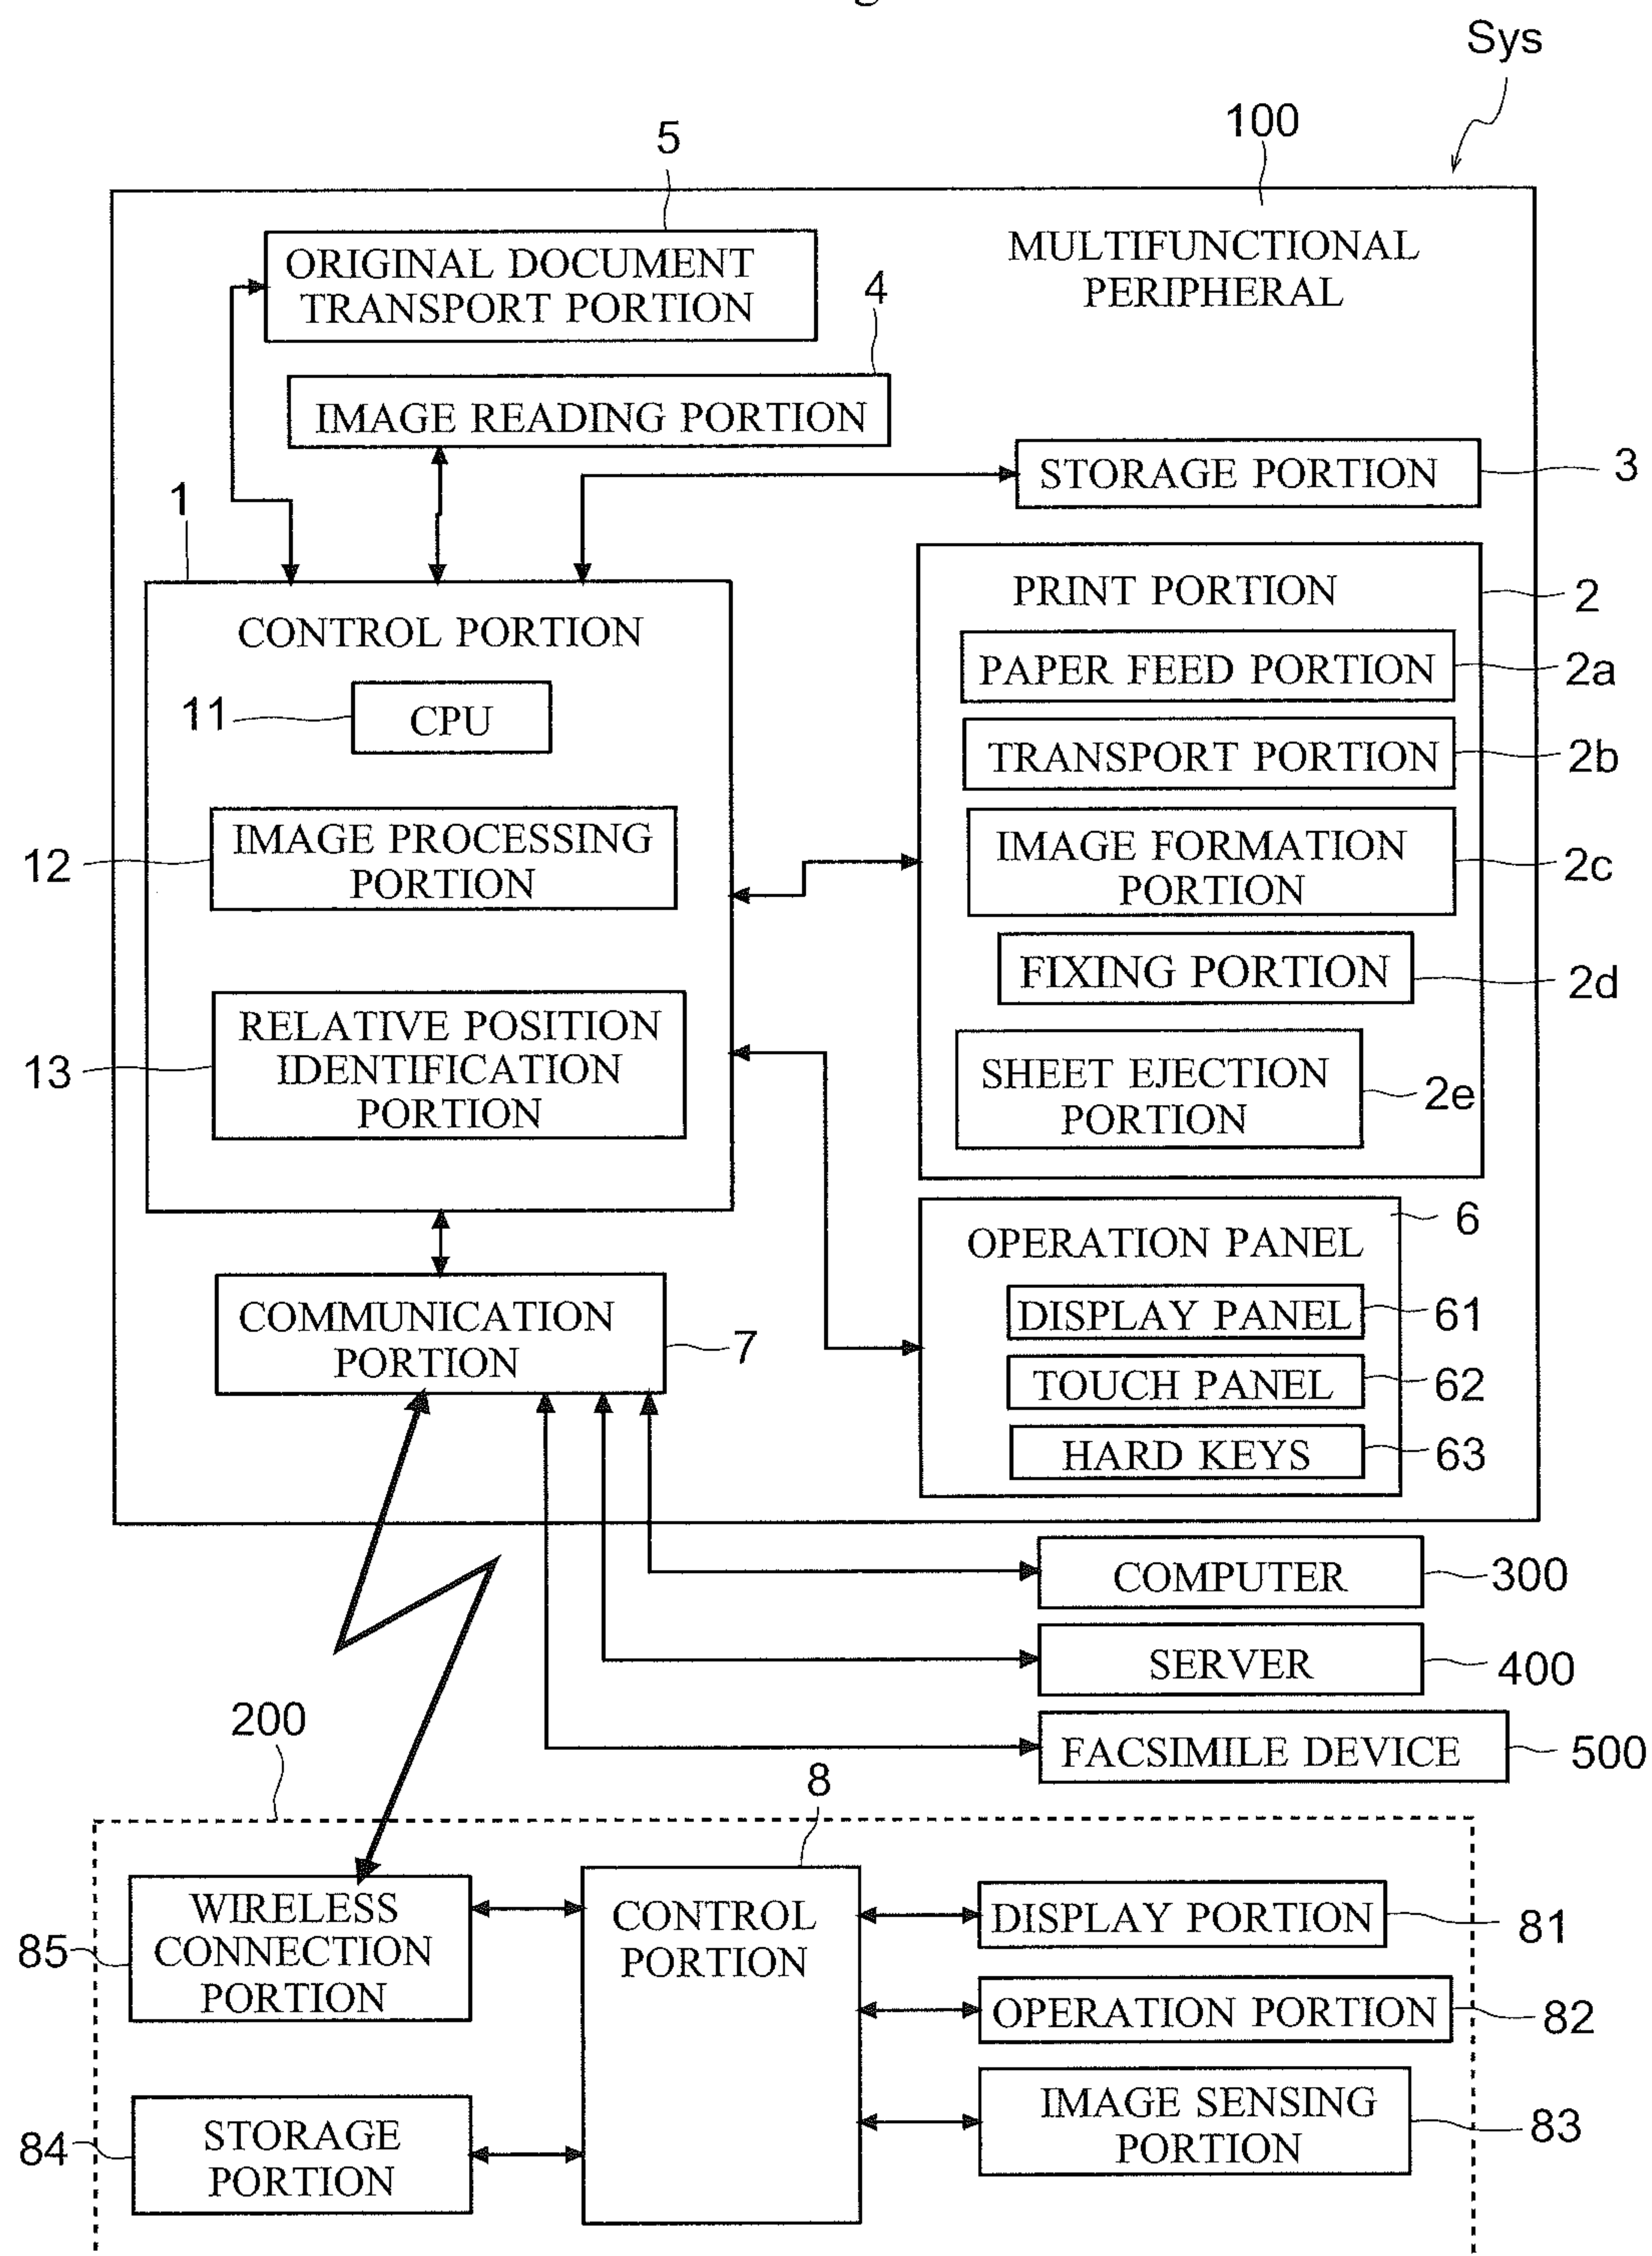 Sys
100
5
ORIGINAL DOCUMENT
TRANSPORT PORTION
MULTIFUNCTIONAL
PERIPHERAL
4
IMAGE READING PORTION
STORAGE PORTION
3
1
CONTROL PORTION
11
CPU
12
IMAGE PROCESSING
PORTION
13
RELATIVE POSITION
IDENTIFICATION
PORTION
PRINT PORTION
2
PAPER FEED PORTION
2a
TRANSPORT PORTION
2b
IMAGE FORMATION
PORTION
2c
FIXING PORTION
2d
SHEET EJECTION
PORTION
2e
OPERATION PANEL
6
DISPLAY PANEL
61
TOUCH PANEL
62
HARD KEYS
63
COMMUNICATION
PORTION
7
COMPUTER
300
SERVER
400
FACSIMILE DEVICE
500
200
8
WIRELESS
CONNECTION
PORTION
85
CONTROL
PORTION
DISPLAY PORTION
81
OPERATION PORTION
82
IMAGE SENSING
PORTION
83
84
STORAGE
PORTION